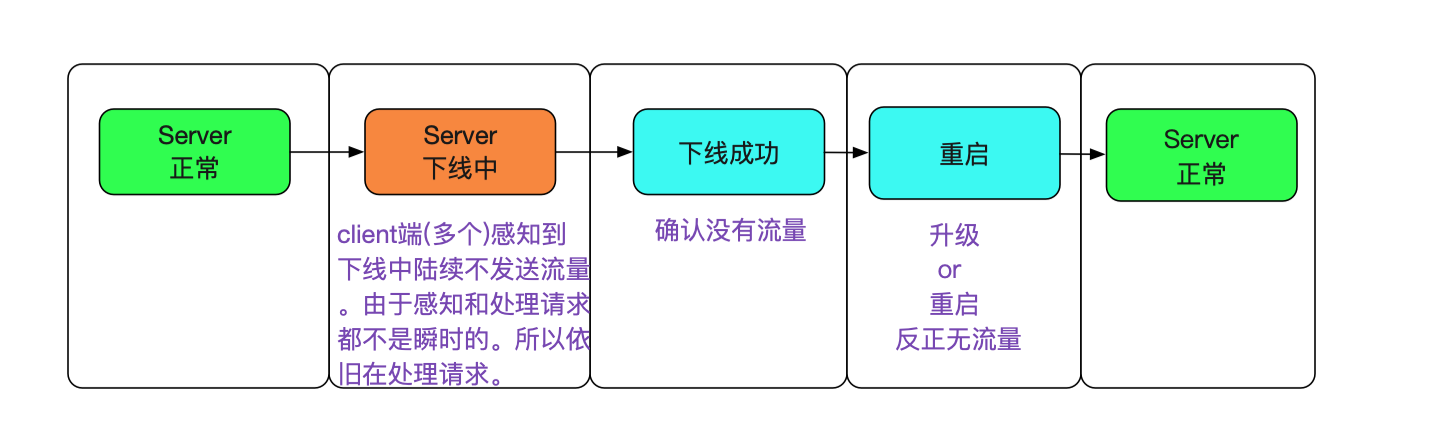 Server
正常
Server
下线中
下线成功
重启
Server
正常
client端(多个)感知到
下线中陆续不发送流量
。由于感知和处理请求
都不是瞬时的。所以依
旧在处理请求。
确认没有流量
升级
or
重启
反正无流量